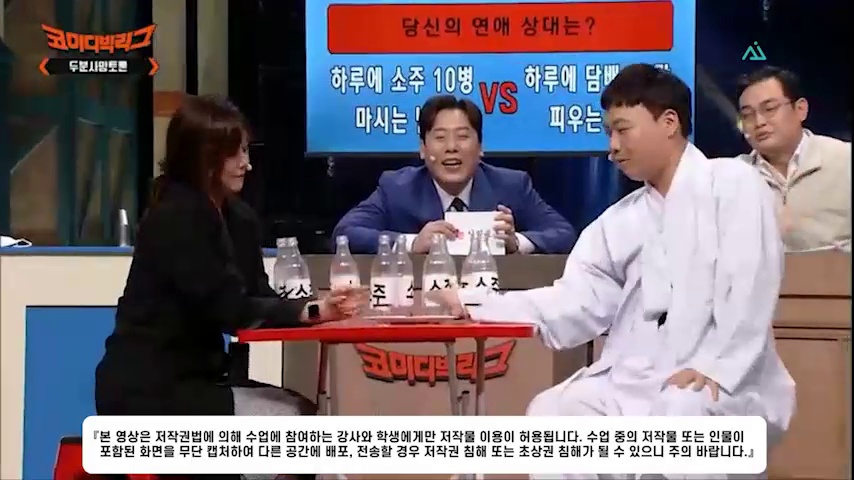 코미디빅리그
두분사망토론
당신의 연애 상대는?
하루에 소주 10병
마시는
VS
하루에 담배
피우는
소주
소주
코미디빅리그
『본 영상은 저작권법에 의해 수업에 참여하는 강사와 학생에게만 저작물 이용이 허용됩니다. 수업 중의 저작물 또는 인물이
포함된 화면을 무단 캡처하여 다른 공간에 배포, 전송할 경우 저작권 침해 또는 초상권 침해가 될 수 있으니 주의 바랍니다.』